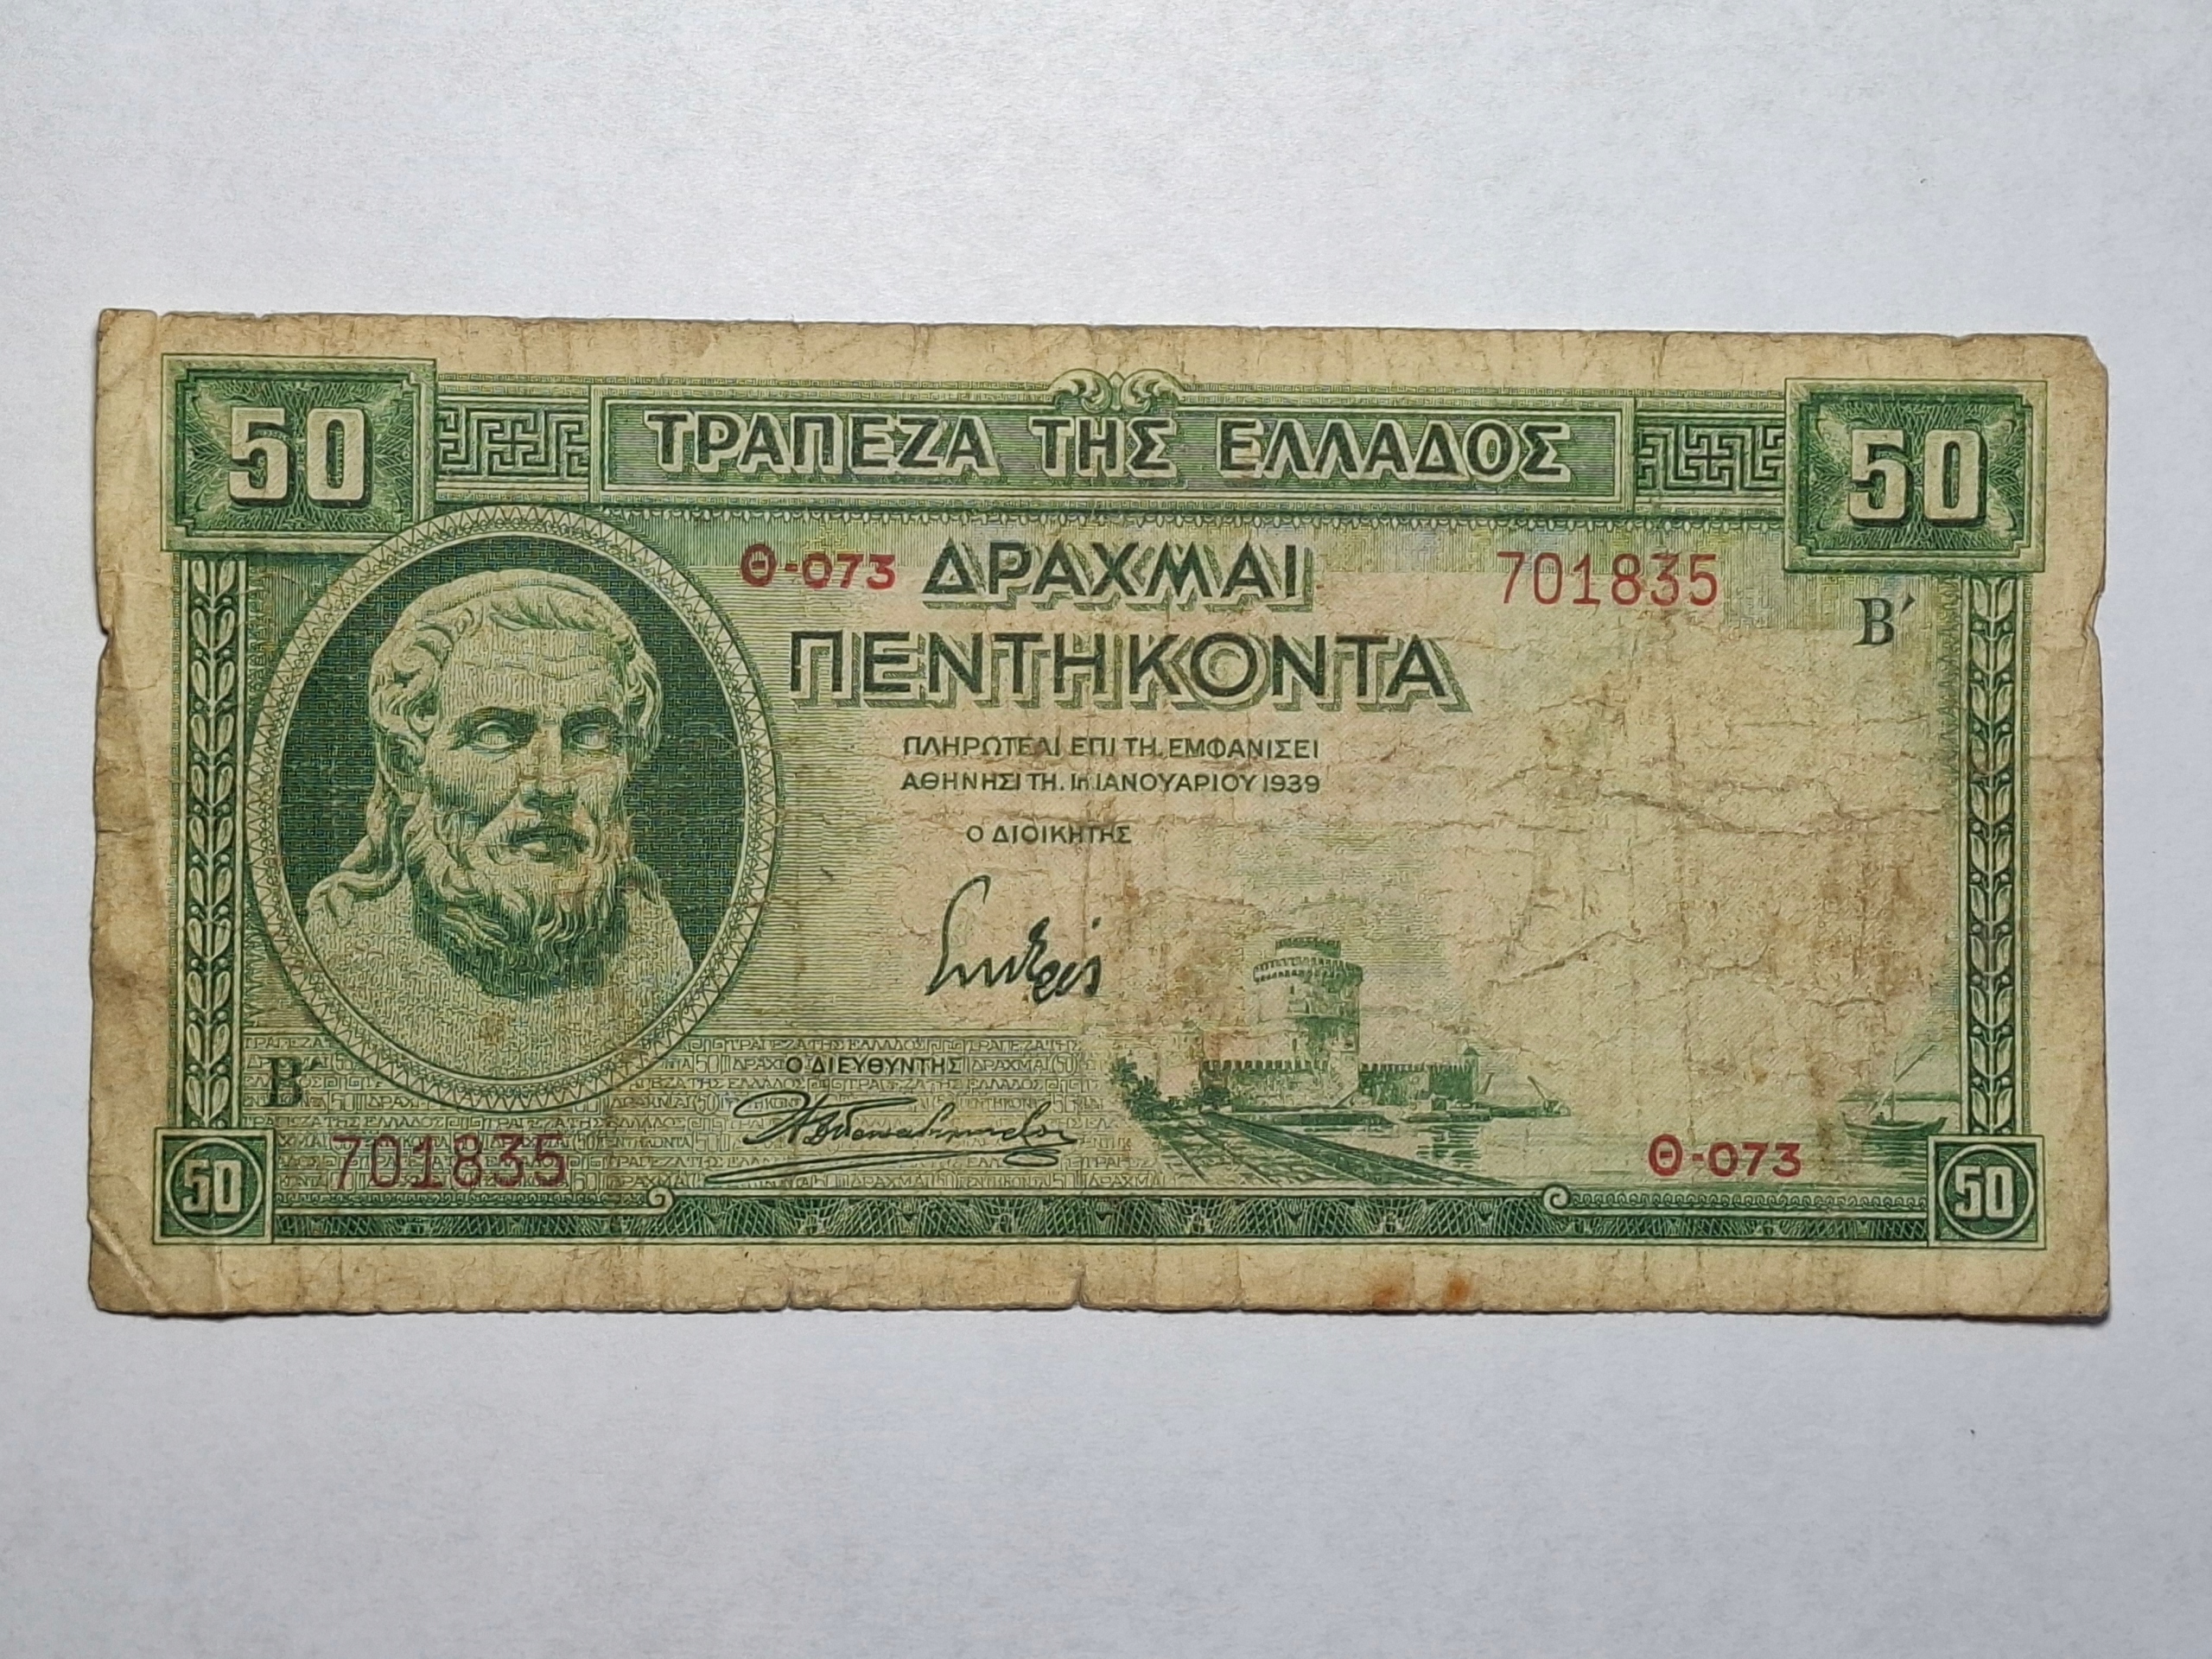 50 ΤΡΑΠΕΖΑ ΤΗΣ ΕΛΛΑΔΟΣ 50
Θ-073 ΔΡΑΧΜΑΙ 701835
ΠΕΝΤΗΚΟΝΤΑ Β΄
ΠΛΗΡΩΤΕΑΙ ΕΠΙ ΤΗ. ΕΜΦΑΝΙΣΕΙ
ΑΘΗΝΗΣΙ ΤΗ. 1η ΙΑΝΟΥΑΡΙΟΥ 1939
Ο ΔΙΟΙΚΗΤΗΣ
Β΄ Ο ΔΙΕΥΘΥΝΤΗΣ
701835 Θ-073
50 50